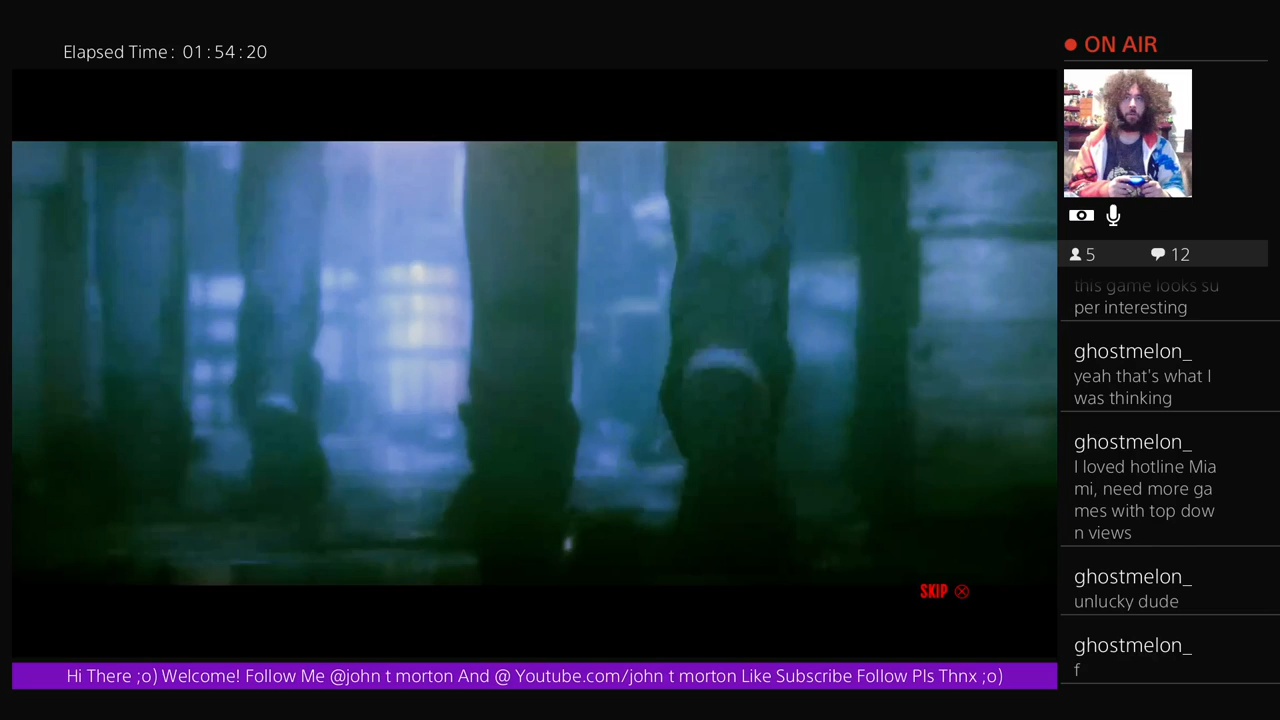 Elapsed Time: 01:54:20
ON AIR
5 12
this game looks su
per interesting
ghostmelon_
yeah that's what I
was thinking
ghostmelon_
I loved hotline Mia
mi, need more ga
mes with top dow
n views
ghostmelon_
unlucky dude
ghostmelon_
f
SKIP
Hi There ;o) Welcome! Follow Me @john t morton And @ Youtube.com/john t morton Like Subscribe Follow Pls Thnx ;o)